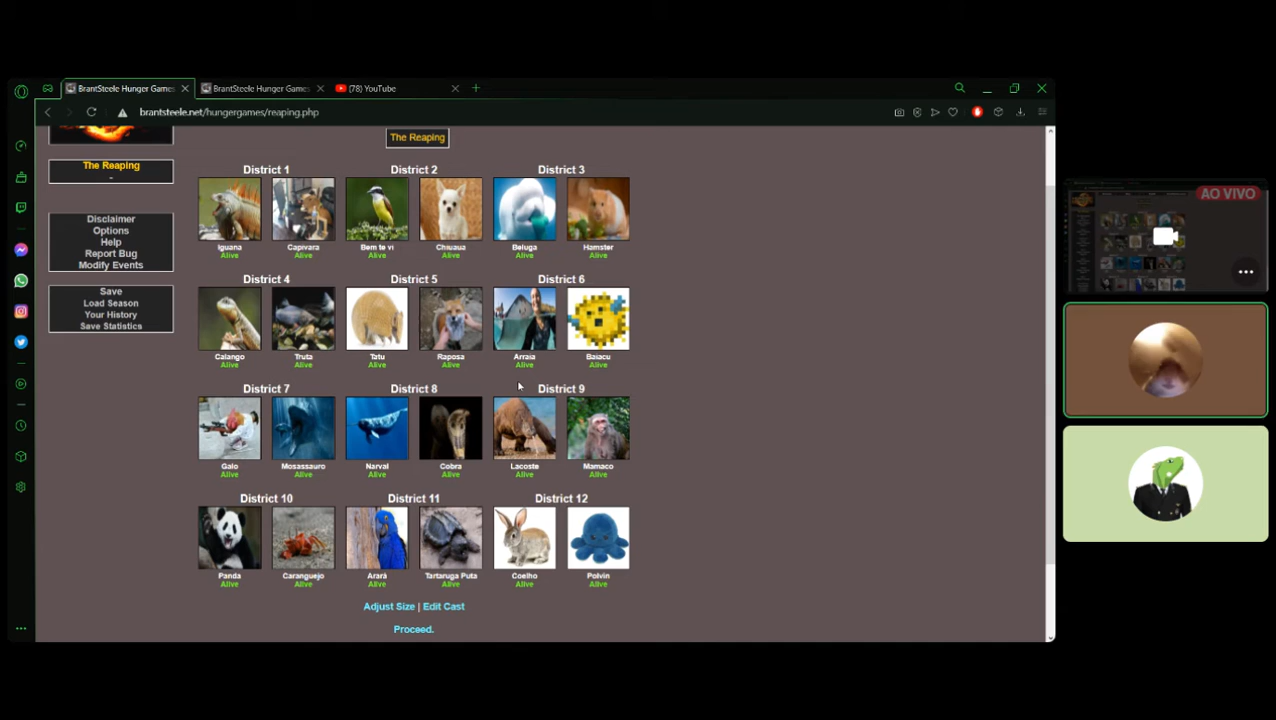 BrantSteele Hunger Games
BrantSteele Hunger Games
(78) YouTube
brantsteele.net/hungergames/reaping.php
The Reaping
The Reaping
-
Disclaimer
Options
Help
Report Bug
Modify Events
Save
Load Season
Your History
Save Statistics
District 1 District 2 District 3
Iguana Capivara Bem te vi Chiuaua Beluga Hamster
Alive Alive Alive Alive Alive Alive
District 4 District 5 District 6
Calango Truta Tatu Raposa Arraia Baiacu
Alive Alive Alive Alive Alive Alive
District 7 District 8 District 9
Galo Mosassauro Narval Cobra Lacoste Mamaco
Alive Alive Alive Alive Alive Alive
District 10 District 11 District 12
Panda Caranguejo Arará Tartaruga Puta Coelho Polvin
Alive Alive Alive Alive Alive Alive
Adjust Size | Edit Cast
Proceed.
AO VIVO